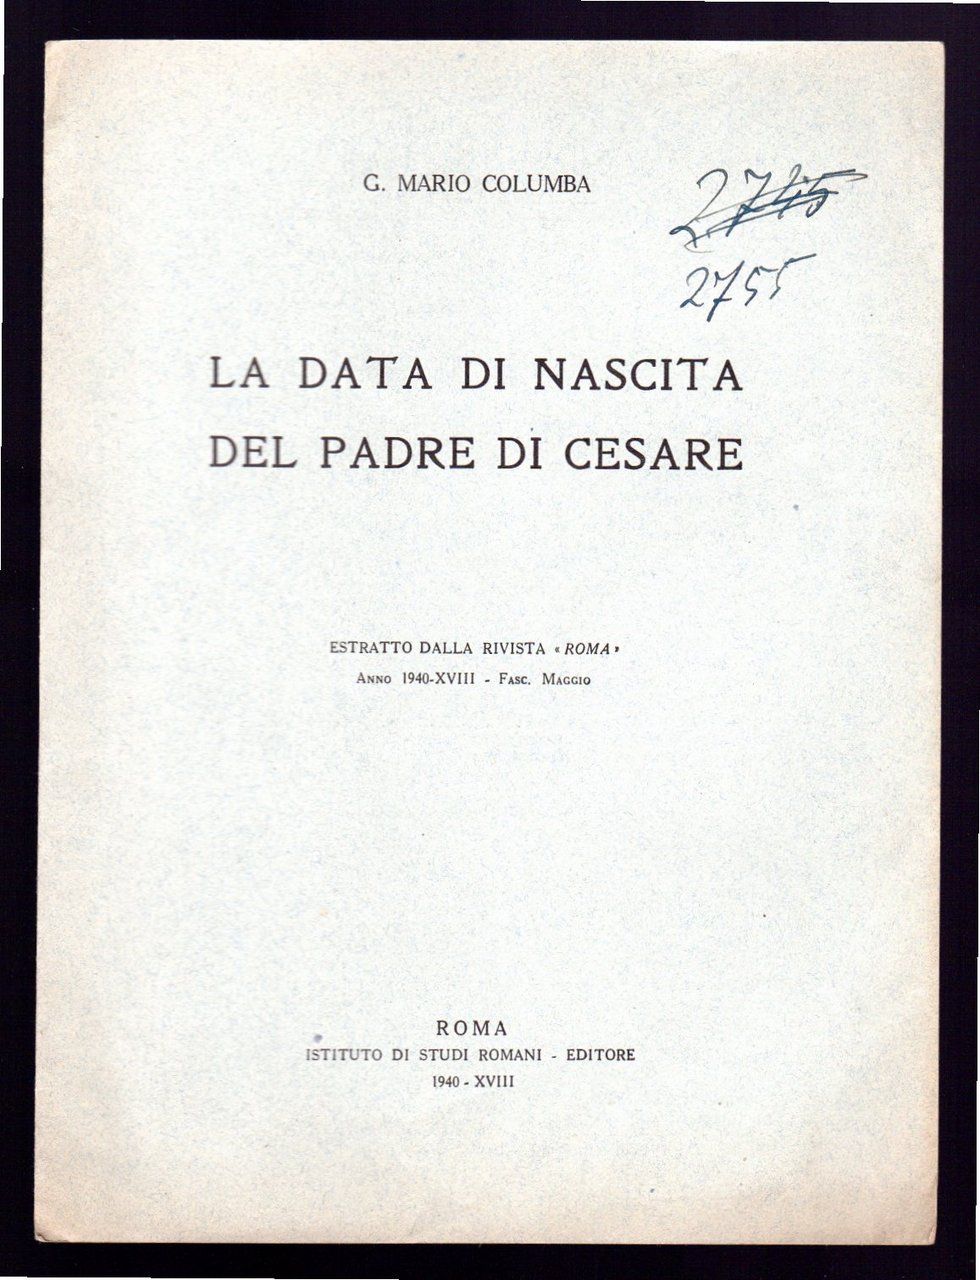 G. MARIO COLUMBA
2745
2755
LA DATA DI NASCITA
DEL PADRE DI CESARE
ESTRATTO DALLA RIVISTA «ROMA»
ANNO 1940-XVIII - FASC. MAGGIO
ROMA
ISTITUTO DI STUDI ROMANI - EDITORE
1940 - XVIII